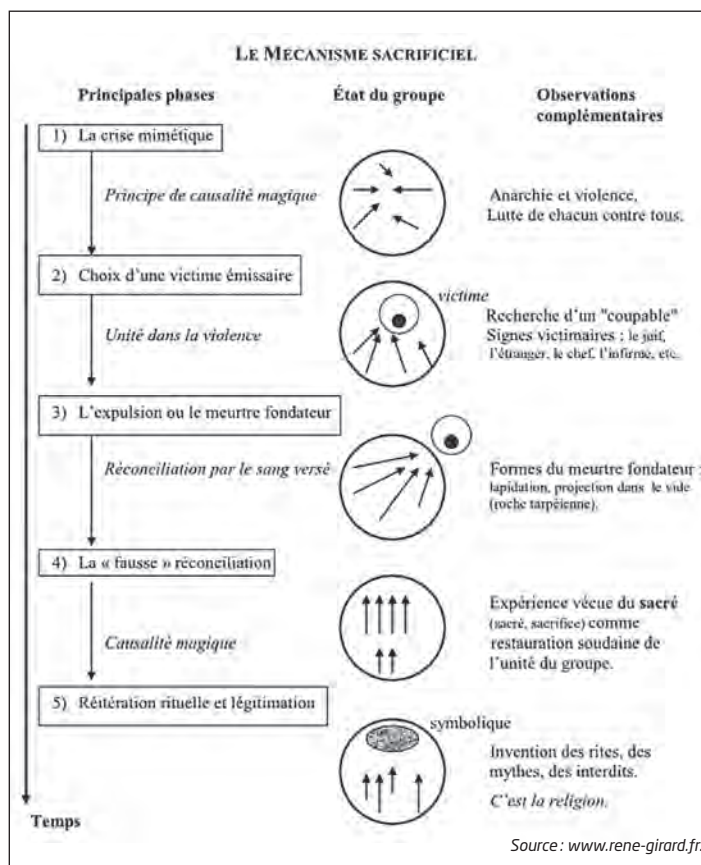 LE MECANISME SACRIFICIEL
Principales phases
État du groupe
Observations
complémentaires
1) La crise mimétique
Principe de causalité magique
Anarchie et violence,
Lutte de chacun contre tous.
2) Choix d'une victime émissaire
victime
Unité dans la violence
Recherche d'un "coupable"
Signes victimaires : le juif,
l'étranger, le chef, l'infirme, etc.
3) L'expulsion ou le meurtre fondateur
Réconciliation par le sang versé
Formes du meurtre fondateur :
lapidation, projection dans le vide
(roche tarpéienne).
4) La « fausse » réconciliation
Causalité magique
Expérience vécue du sacré
(sacré, sacrifice) comme
restauration soudaine de
l'unité du groupe.
5) Réitération rituelle et légitimation
symbolique
Invention des rites, des
mythes, des interdits.
C'est la religion.
Temps
Source : www.rene-girard.fr.